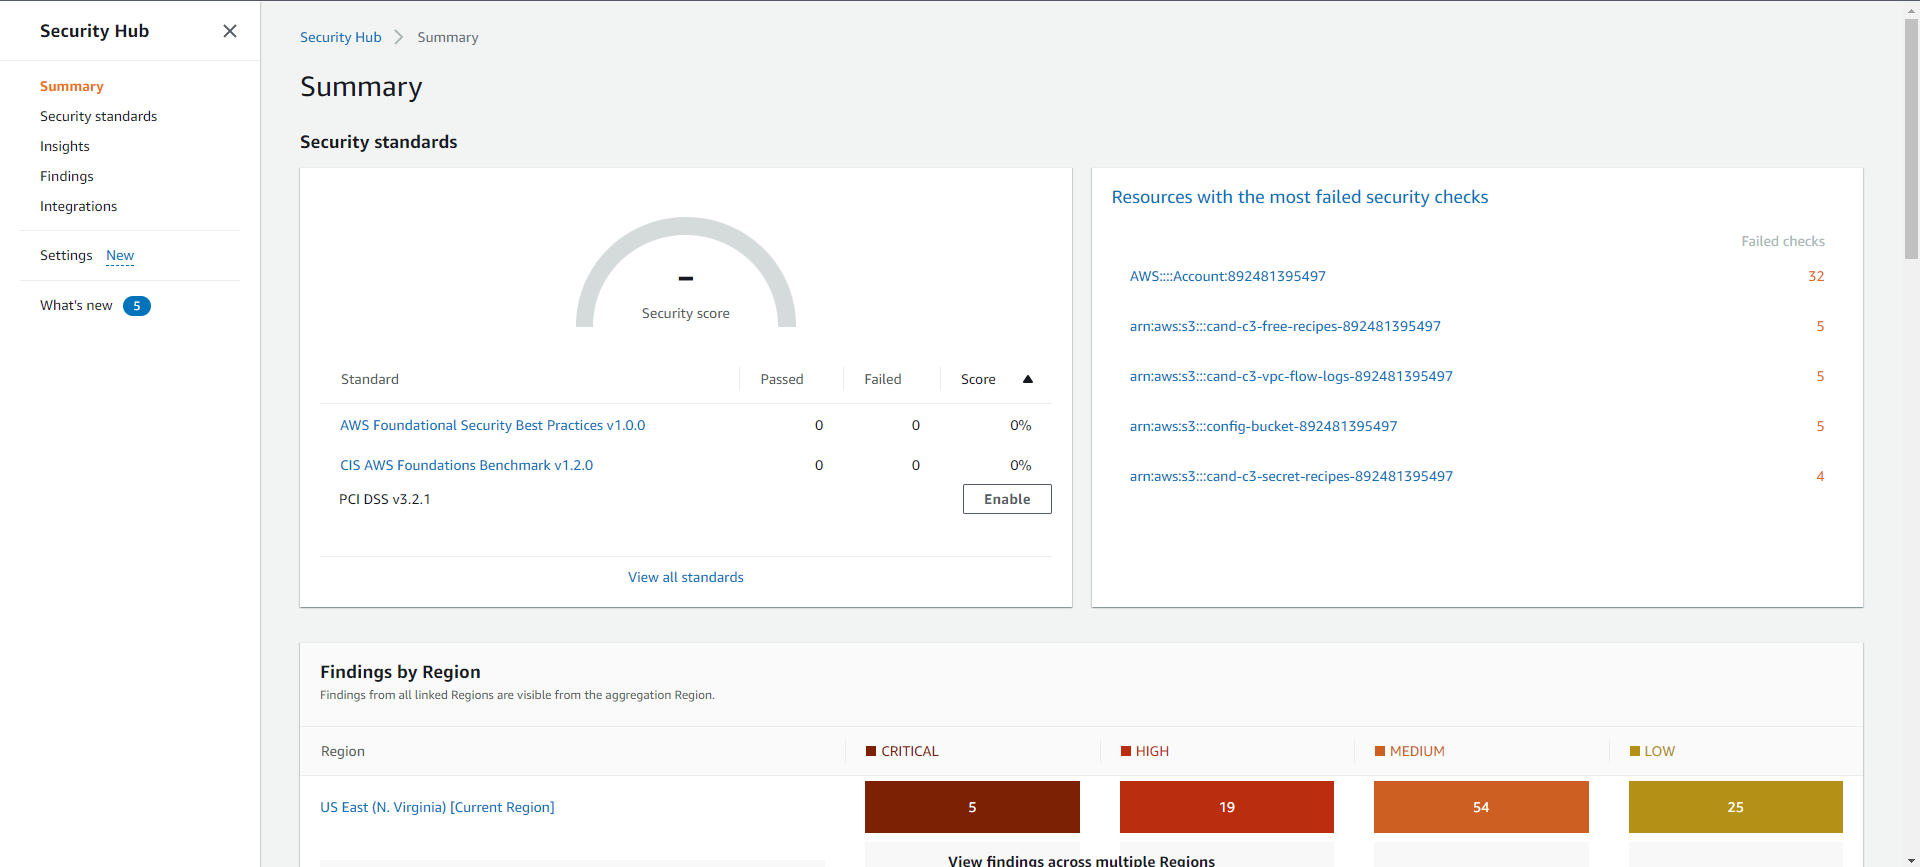 Security Hub
Summary
Security standards
Insights
Findings
Integrations
Settings New
What's new 5
Security Hub Summary
Summary
Security standards
–
Security score
Standard Passed Failed Score
AWS Foundational Security Best Practices v1.0.0 0 0 0%
CIS AWS Foundations Benchmark v1.2.0 0 0 0%
PCI DSS v3.2.1 Enable
View all standards
Resources with the most failed security checks
Failed checks
AWS::::Account:892481395497 32
arn:aws:s3:::cand-c3-free-recipes-892481395497 5
arn:aws:s3:::cand-c3-vpc-flow-logs-892481395497 5
arn:aws:s3:::config-bucket-892481395497 5
arn:aws:s3:::cand-c3-secret-recipes-892481395497 4
Findings by Region
Findings from all linked Regions are visible from the aggregation Region.
Region CRITICAL HIGH MEDIUM LOW
US East (N. Virginia) [Current Region] 5 19 54 25
View findings across multiple Regions